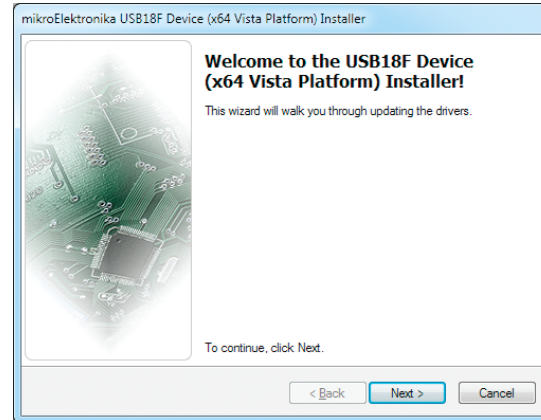 mikroElektronika USB18F Device (x64 Vista Platform) Installer
Welcome to the USB18F Device
(x64 Vista Platform) Installer!
This wizard will walk you through updating the drivers.
To continue, click Next.
< Back
Next >
Cancel